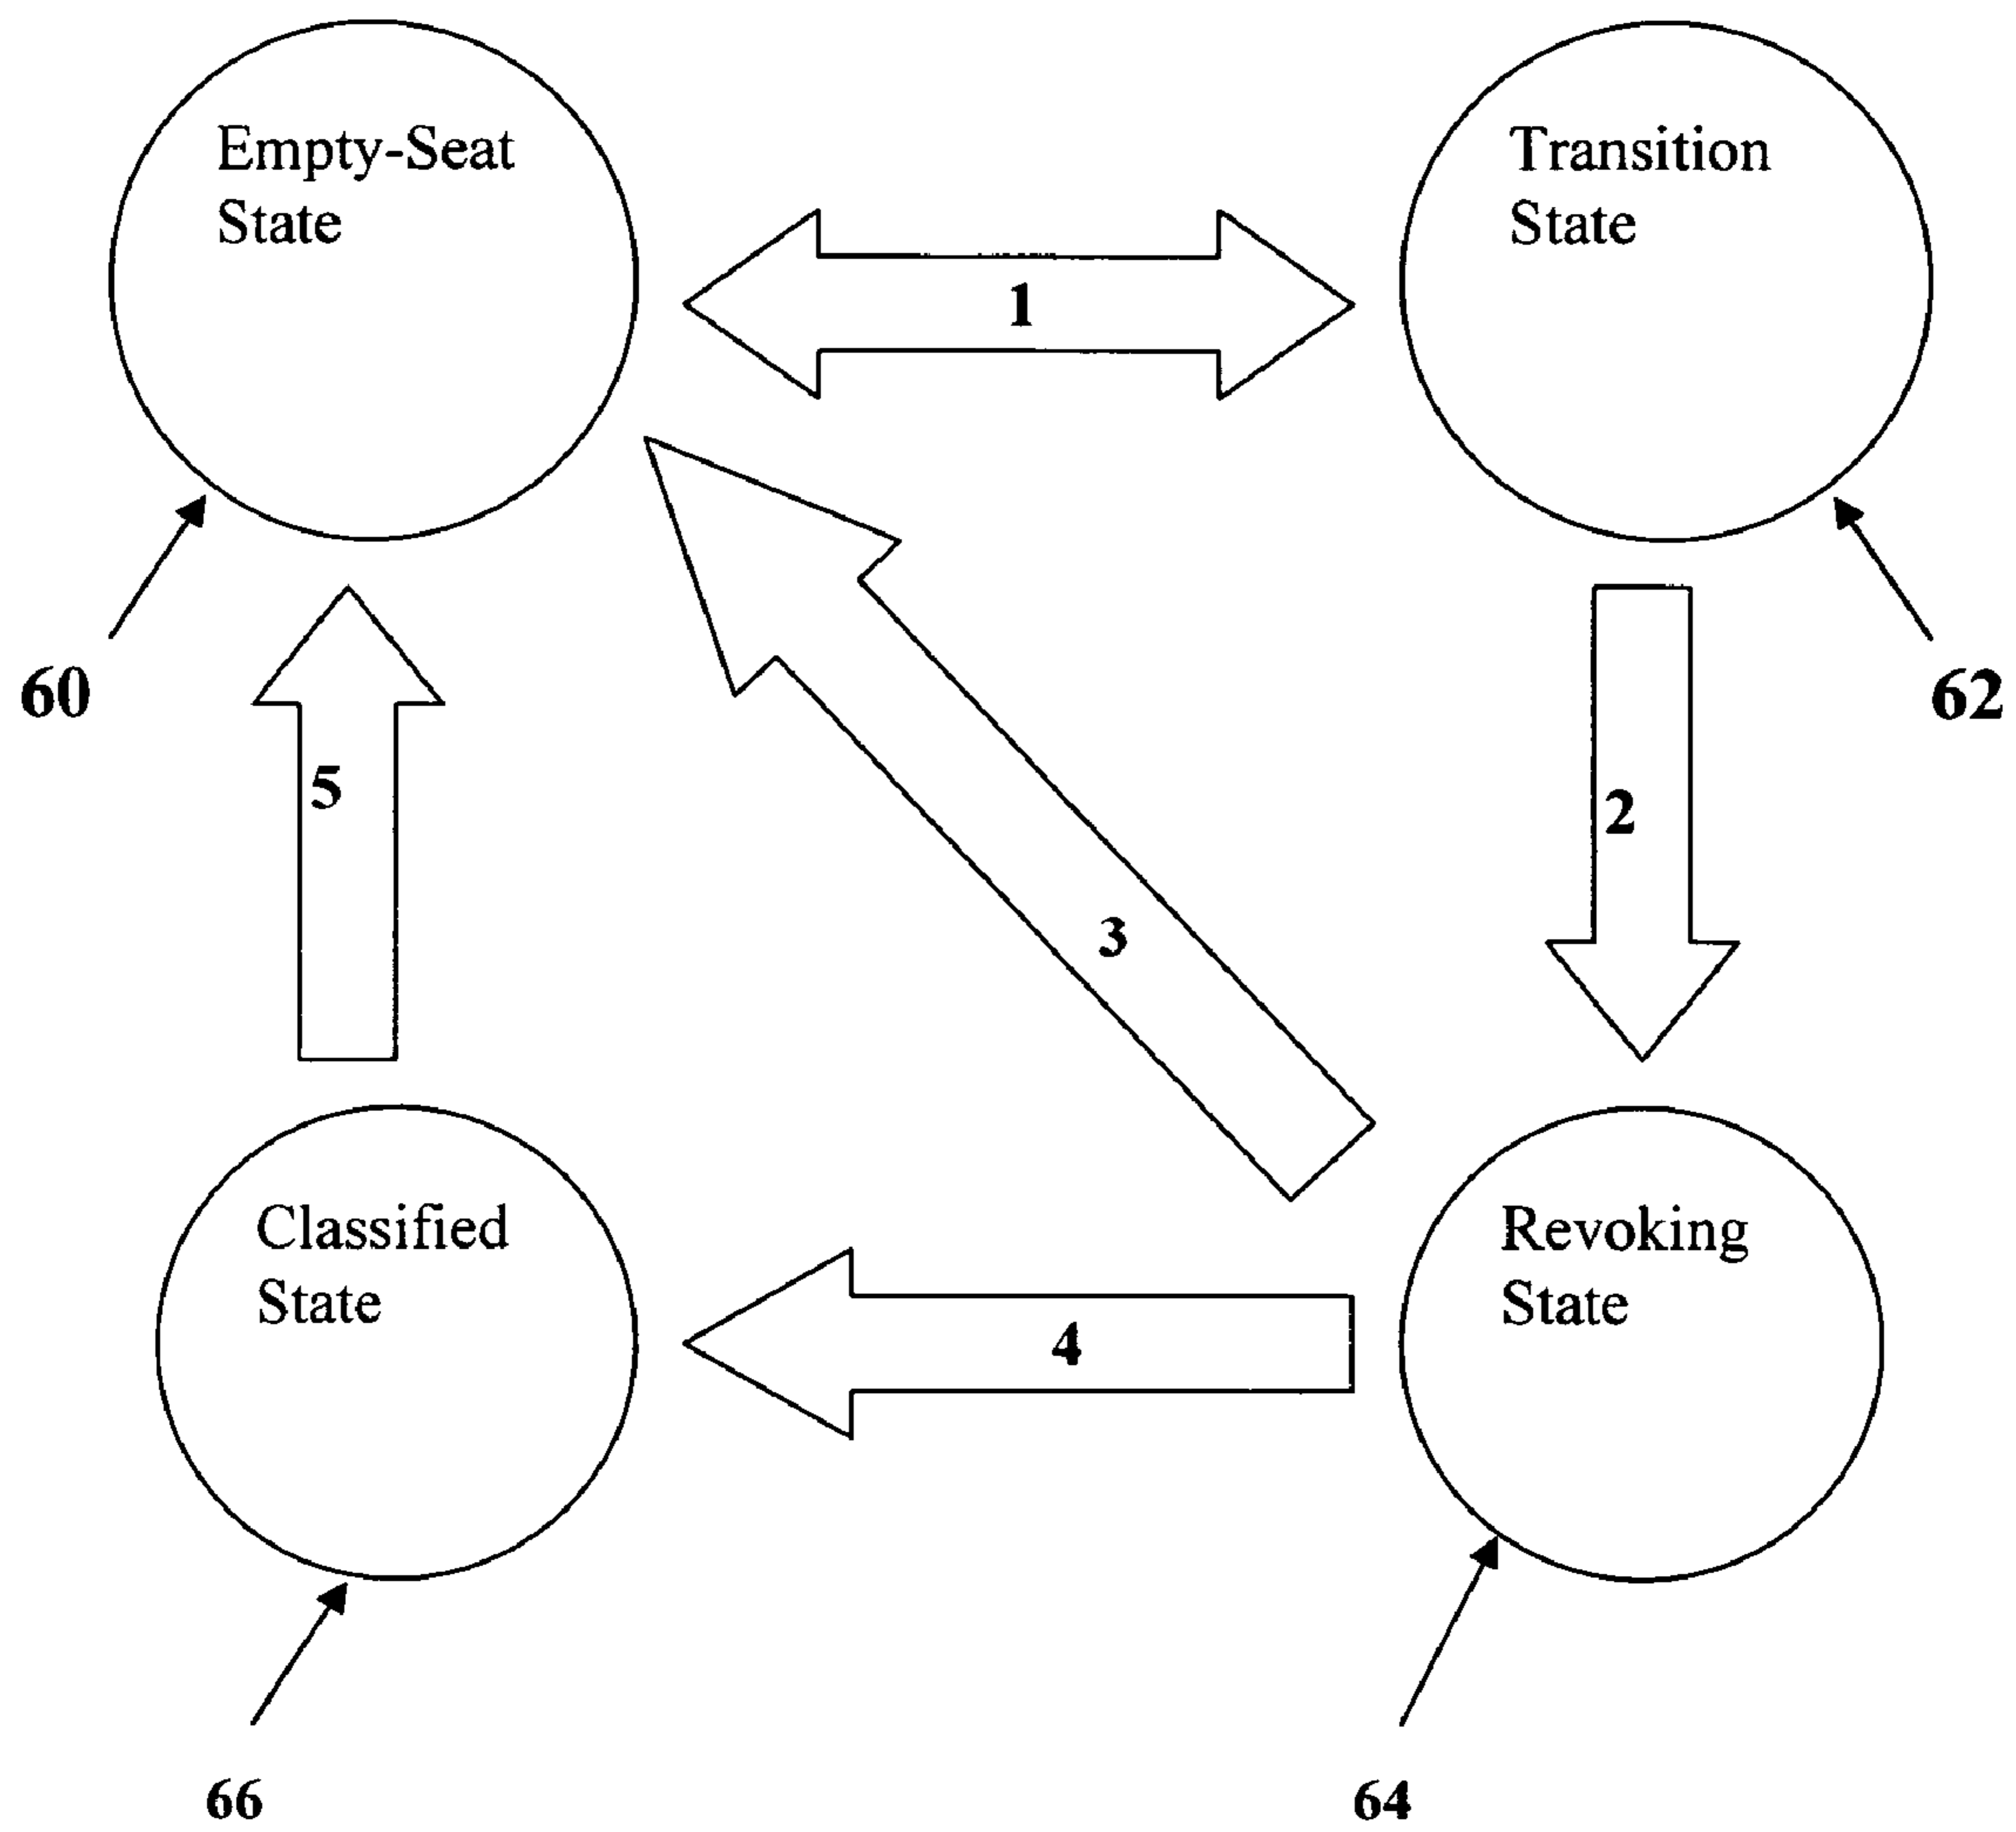 Empty-Seat
State
Transition
State
1
60
62
5
2
3
Classified
State
Revoking
State
4
66
64